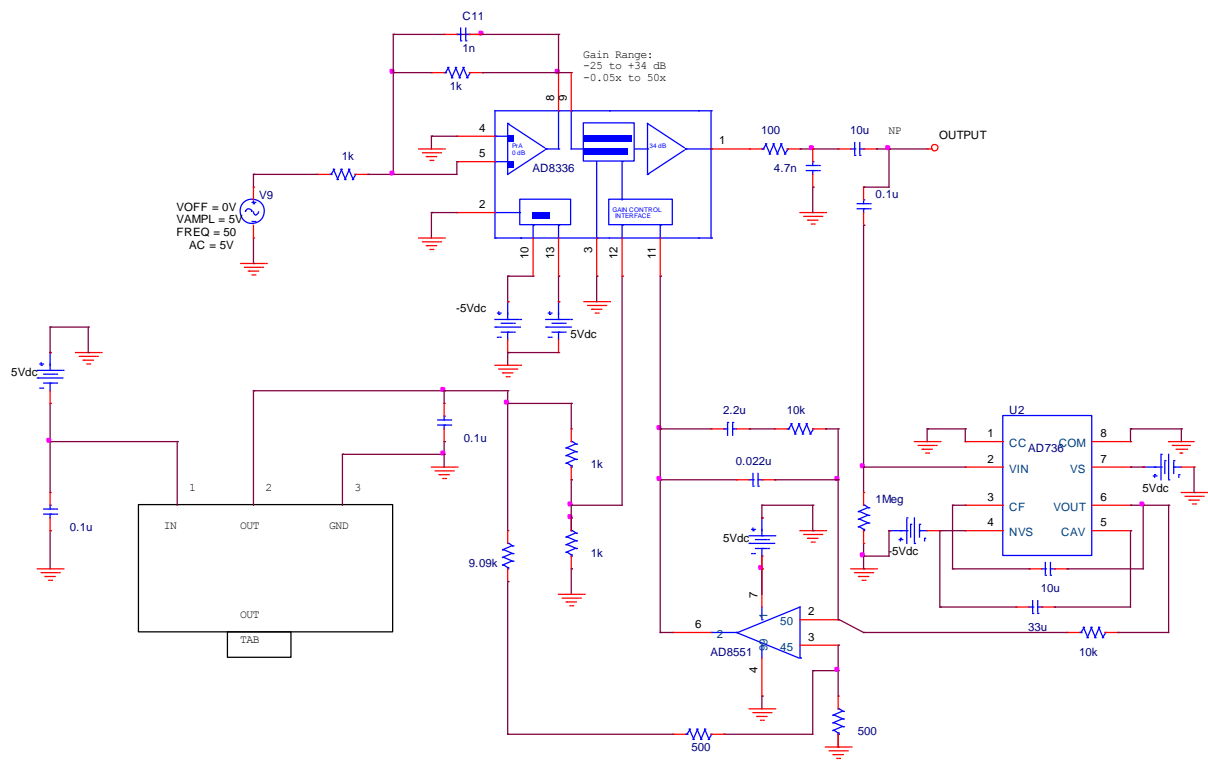 C11
1n
1k
Gain Range:
-25 to +34 dB
-0.05x to 50x
8
9
4
5
2
PrA
0 dB
AD8336
34 dB
GAIN CONTROL
INTERFACE
1
100
4.7n
10u
NP
OUTPUT
0.1u
1k
V9
VOFF = 0V
VAMPL = 5V
FREQ = 50
AC = 5V
10
13
3
12
11
-5Vdc
5Vdc
5Vdc
0.1u
0.1u
1
2
3
IN
OUT
GND
OUT
TAB
9.09k
1k
1k
2.2u
10k
0.022u
5Vdc
7
1
50
2
6
2
AD8551
99
45
3
4
500
500
1Meg
-5Vdc
U2
AD736
1
CC
COM
8
2
VIN
VS
7
5Vdc
3
CF
VOUT
6
4
NVS
CAV
5
10u
33u
10k